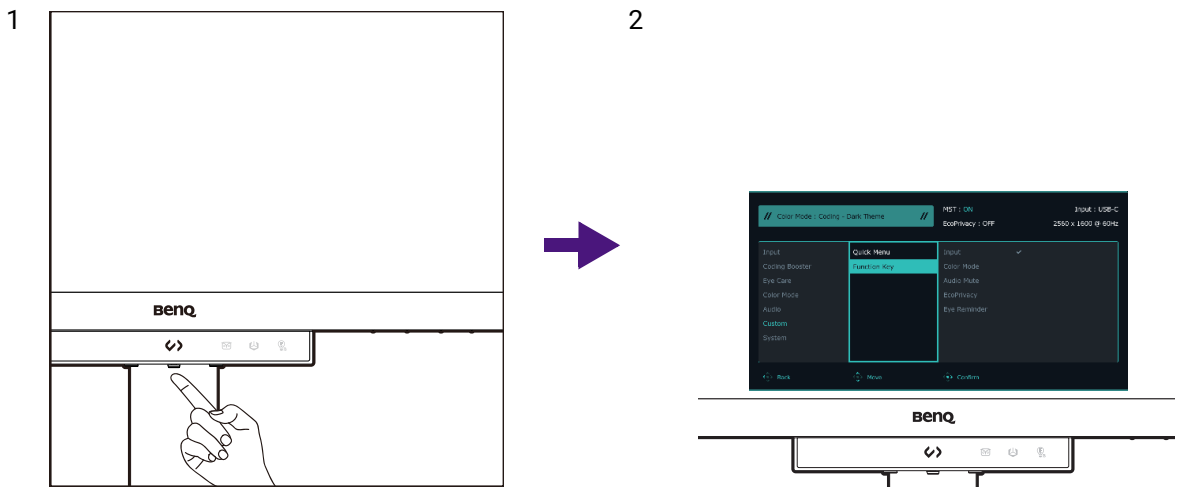 1
BenQ
2
// Color Mode : Coding - Dark Theme //
MST : ON
Input : USB-C
EcoPrivacy : OFF
2560 x 1600 @ 60Hz
Input
Quick Menu
Input ✓
Coding Booster
Function Key
Color Mode
Eye Care
Audio Mute
Color Mode
EcoPrivacy
Audio
Eye Reminder
Custom
System
Back
Move
Confirm
BenQ